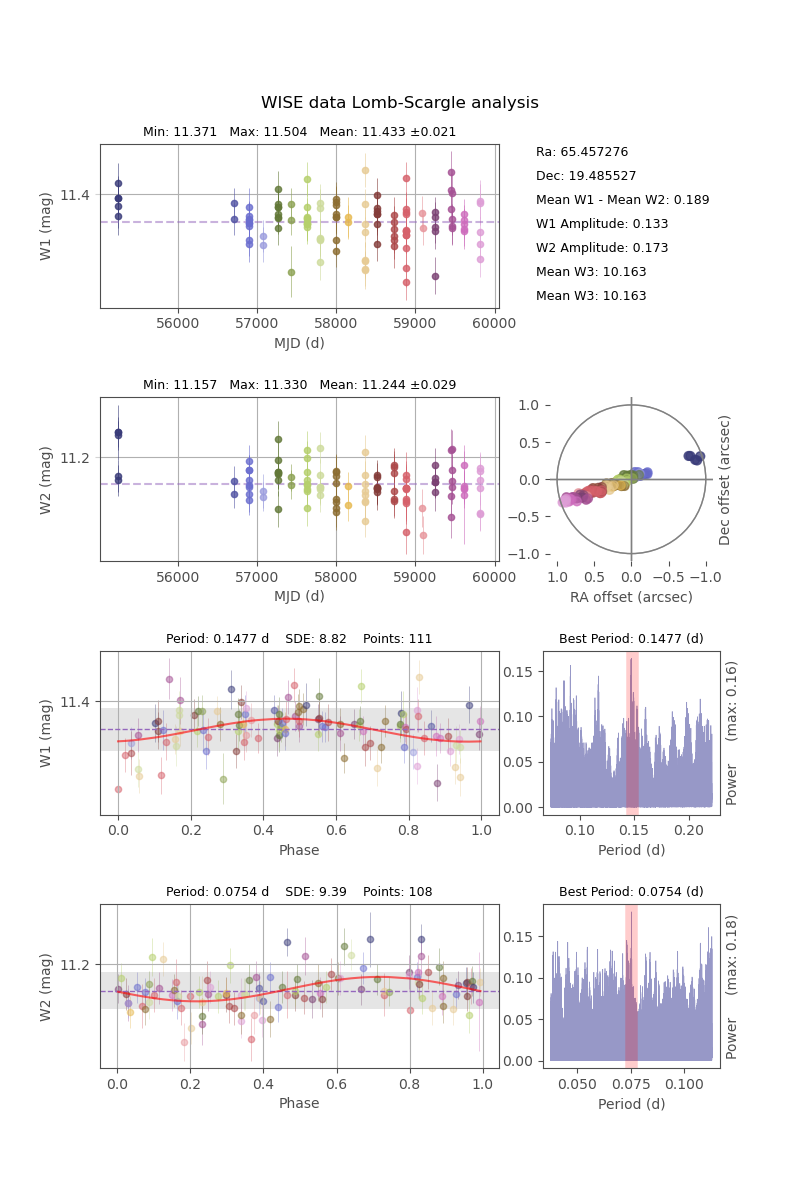 WISE data Lomb-Scargle analysis
Min: 11.371   Max: 11.504   Mean: 11.433 ±0.021
11.4
W1 (mag)
56000 57000 58000 59000 60000
MJD (d)
Ra: 65.457276
Dec: 19.485527
Mean W1 - Mean W2: 0.189
W1 Amplitude: 0.133
W2 Amplitude: 0.173
Mean W3: 10.163
Mean W3: 10.163
Min: 11.157   Max: 11.330   Mean: 11.244 ±0.029
11.2
W2 (mag)
56000 57000 58000 59000 60000
MJD (d)
1.0
0.5
0.0
−0.5
−1.0
1.0 0.5 0.0 −0.5 −1.0
RA offset (arcsec)
Dec offset (arcsec)
Period: 0.1477 d    SDE: 8.82    Points: 111
11.4
W1 (mag)
0.0 0.2 0.4 0.6 0.8 1.0
Phase
Best Period: 0.1477 (d)
0.15
0.10
0.05
0.00
0.10 0.15 0.20
Period (d)
Power     (max: 0.16)
Period: 0.0754 d    SDE: 9.39    Points: 108
11.2
W2 (mag)
0.0 0.2 0.4 0.6 0.8 1.0
Phase
Best Period: 0.0754 (d)
0.15
0.10
0.05
0.00
0.050 0.075 0.100
Period (d)
Power     (max: 0.18)